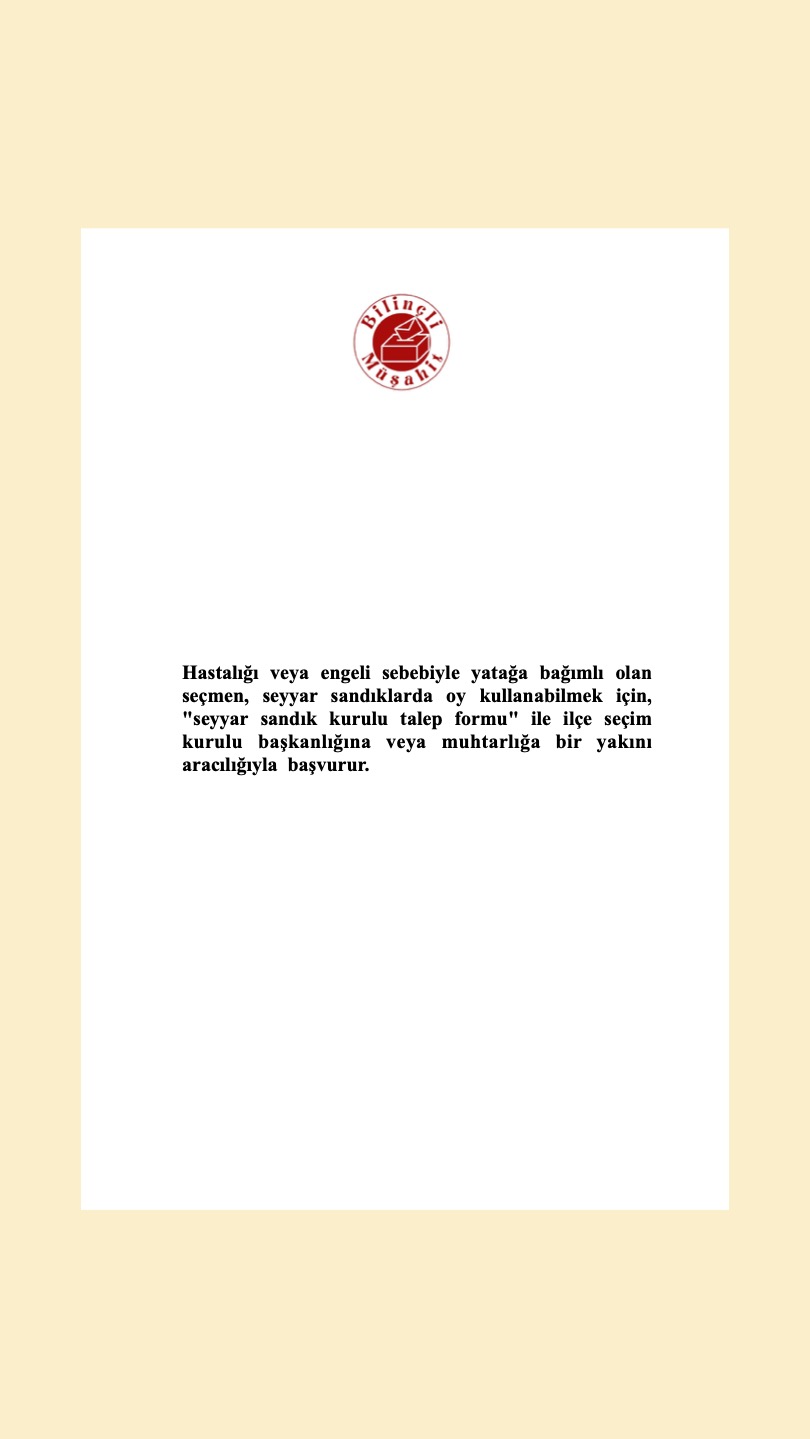 Bilinçli
Müşahit
Hastalığı veya engeli sebebiyle yatağa bağımlı olan
seçmen, seyyar sandıklarda oy kullanabilmek için,
"seyyar sandık kurulu talep formu" ile ilçe seçim
kurulu başkanlığına veya muhtarlığa bir yakını
aracılığıyla başvurur.